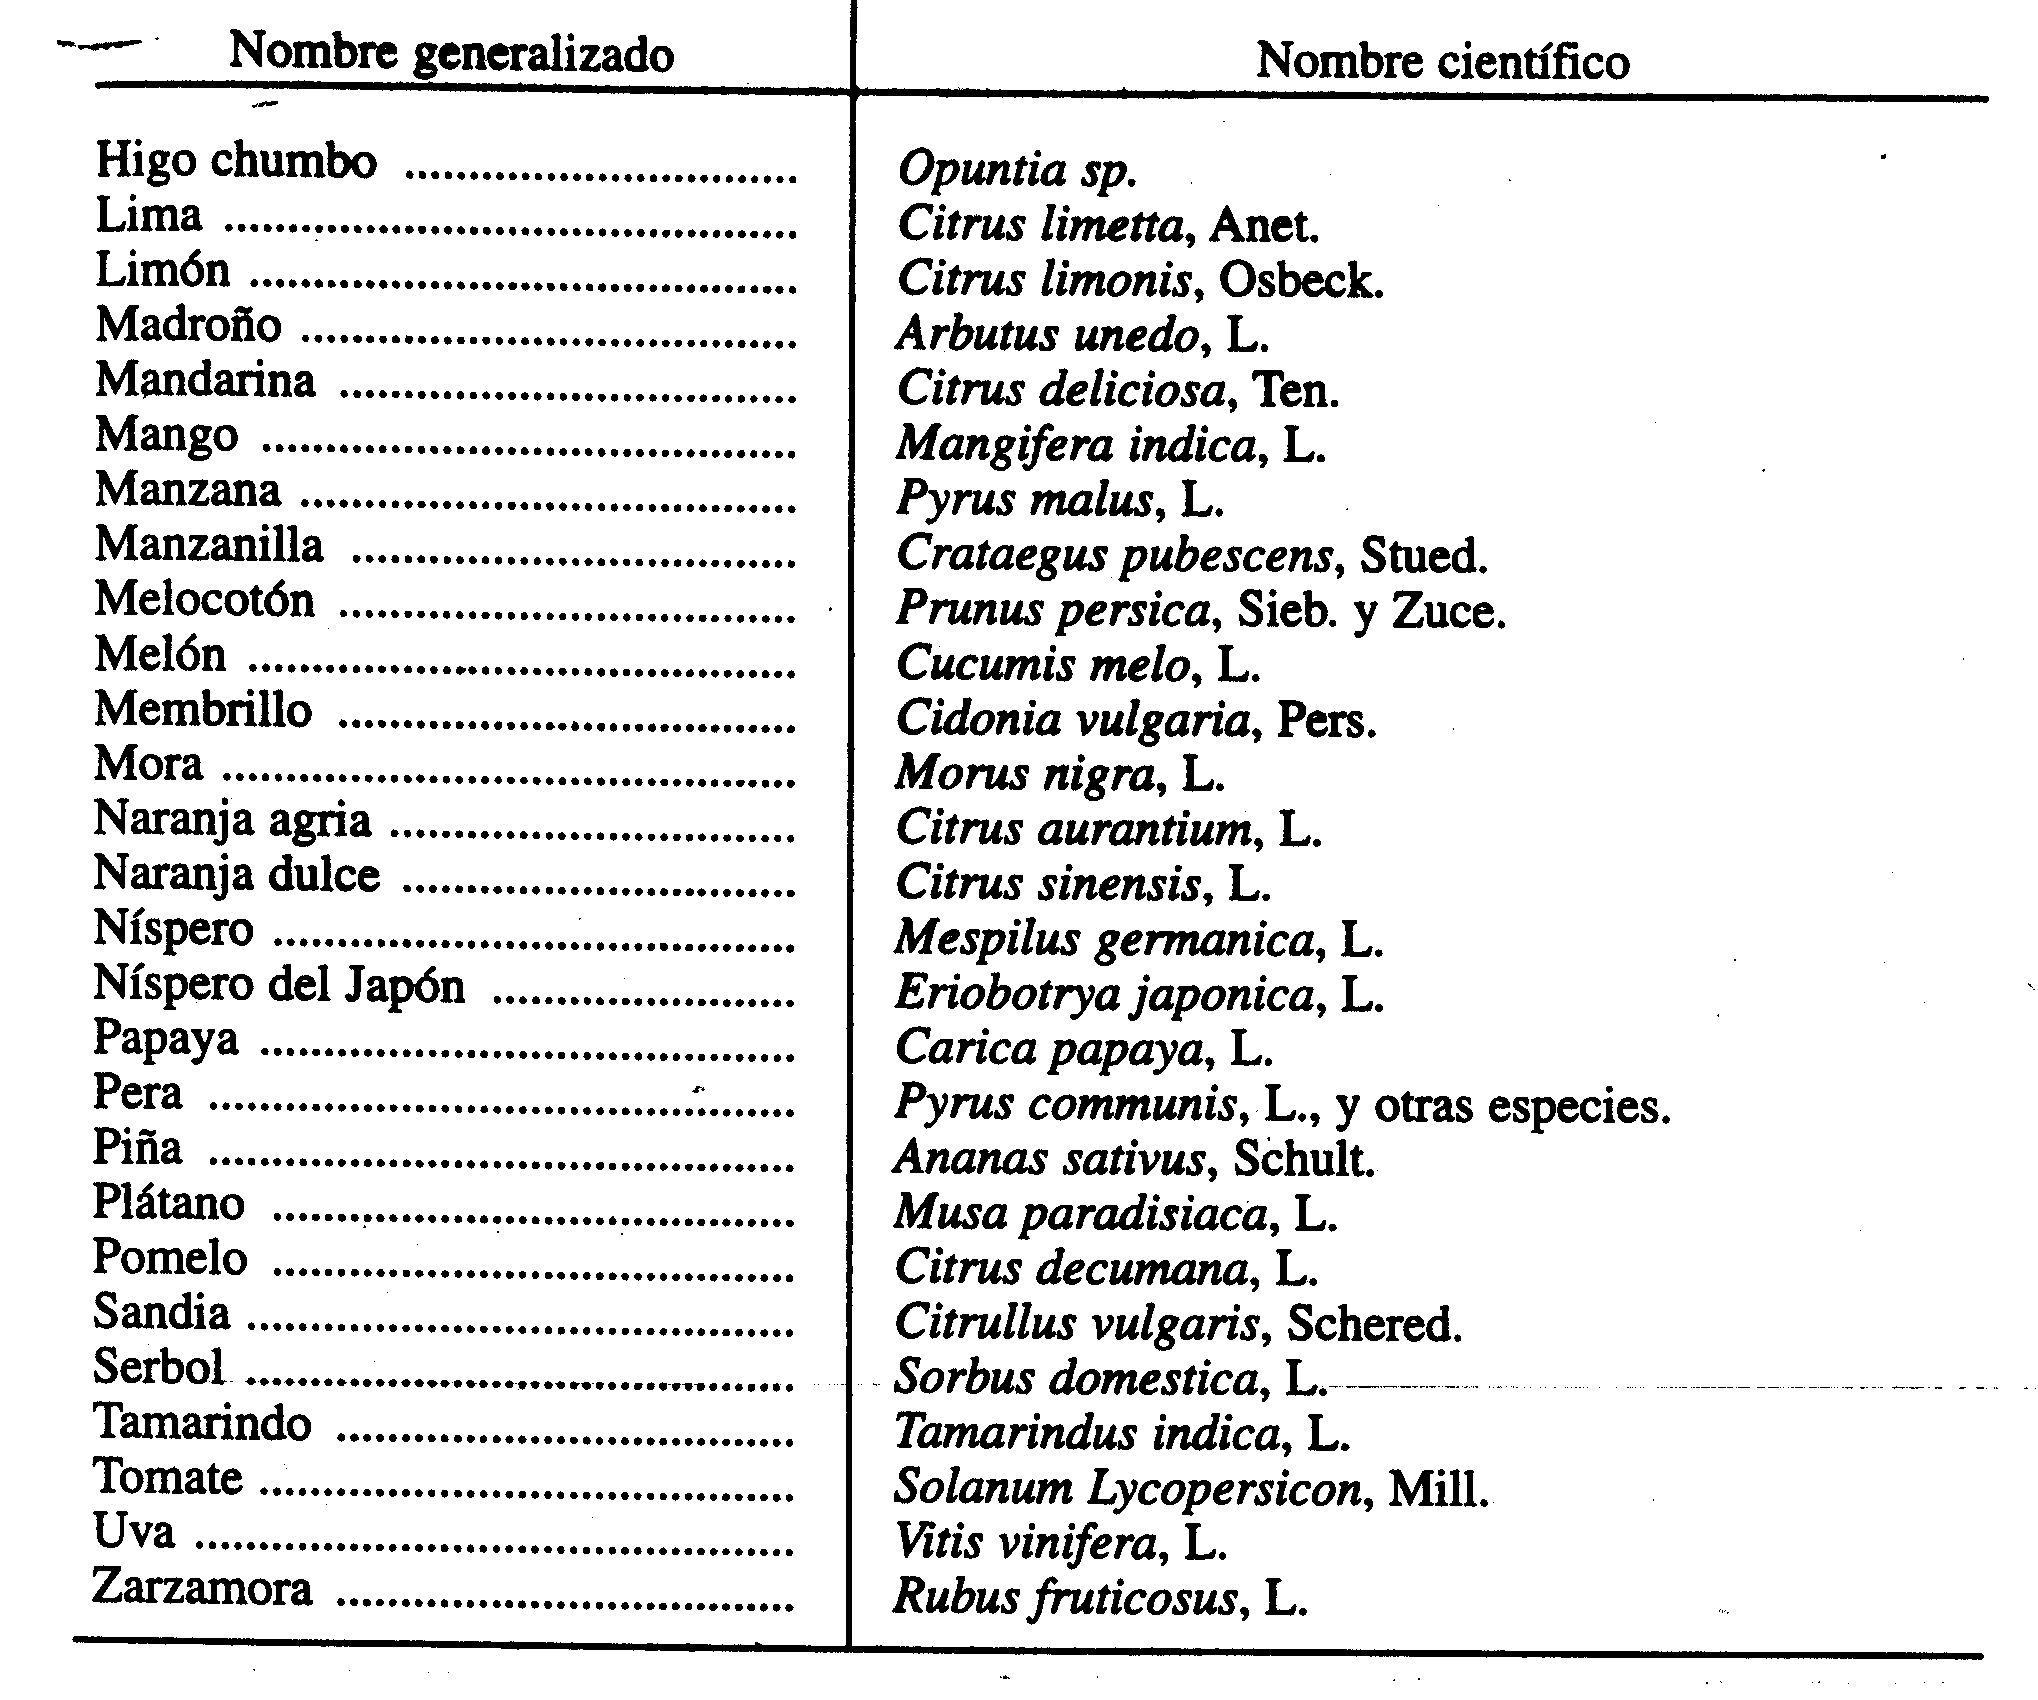 Nombre generalizado Nombre científico
Higo chumbo .............................. Opuntia sp.
Lima ............................................ Citrus limetta, Anet.
Limón .......................................... Citrus limonis, Osbeck.
Madroño ...................................... Arbutus unedo, L.
Mandarina ................................... Citrus deliciosa, Ten.
Mango ......................................... Mangifera indica, L.
Manzana ...................................... Pyrus malus, L.
Manzanilla .................................. Crataegus pubescens, Stued.
Melocotón ................................... Prunus persica, Sieb. y Zuce.
Melón .......................................... Cucumis melo, L.
Membrillo ................................... Cidonia vulgaria, Pers.
Mora ............................................ Morus nigra, L.
Naranja agria ............................... Citrus aurantium, L.
Naranja dulce .............................. Citrus sinensis, L.
Níspero ........................................ Mespilus germanica, L.
Níspero del Japón ....................... Eriobotrya japonica, L.
Papaya ......................................... Carica papaya, L.
Pera ............................................. Pyrus communis, L., y otras especies.
Piña ............................................. Ananas sativus, Schult.
Plátano ........................................ Musa paradisiaca, L.
Pomelo ........................................ Citrus decumana, L.
Sandia .......................................... Citrullus vulgaris, Schered.
Serbol .......................................... Sorbus domestica, L.
Tamarindo ................................... Tamarindus indica, L.
Tomate ......................................... Solanum Lycopersicon, Mill.
Uva .............................................. Vitis vinifera, L.
Zarzamora ................................... Rubus fruticosus, L.